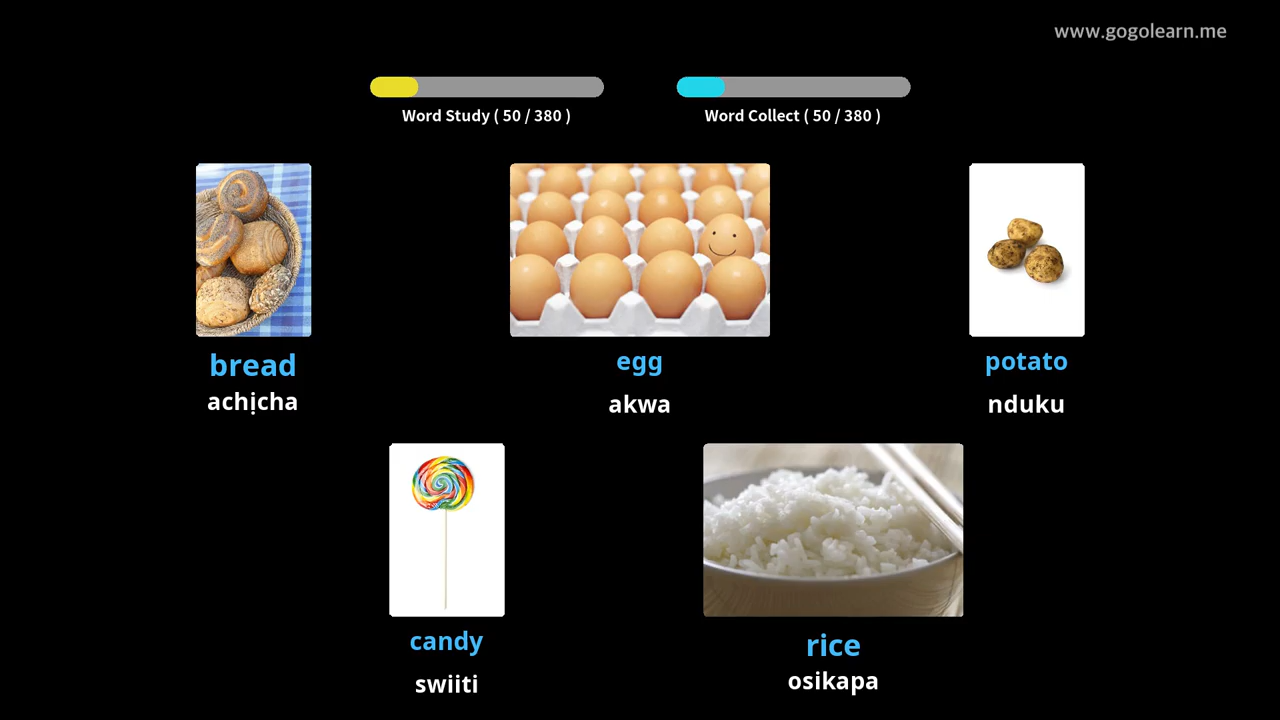 www.gogolearn.me
Word Study ( 50 / 380 )
Word Collect ( 50 / 380 )
bread
achịcha
egg
akwa
potato
nduku
candy
swiiti
rice
osikapa